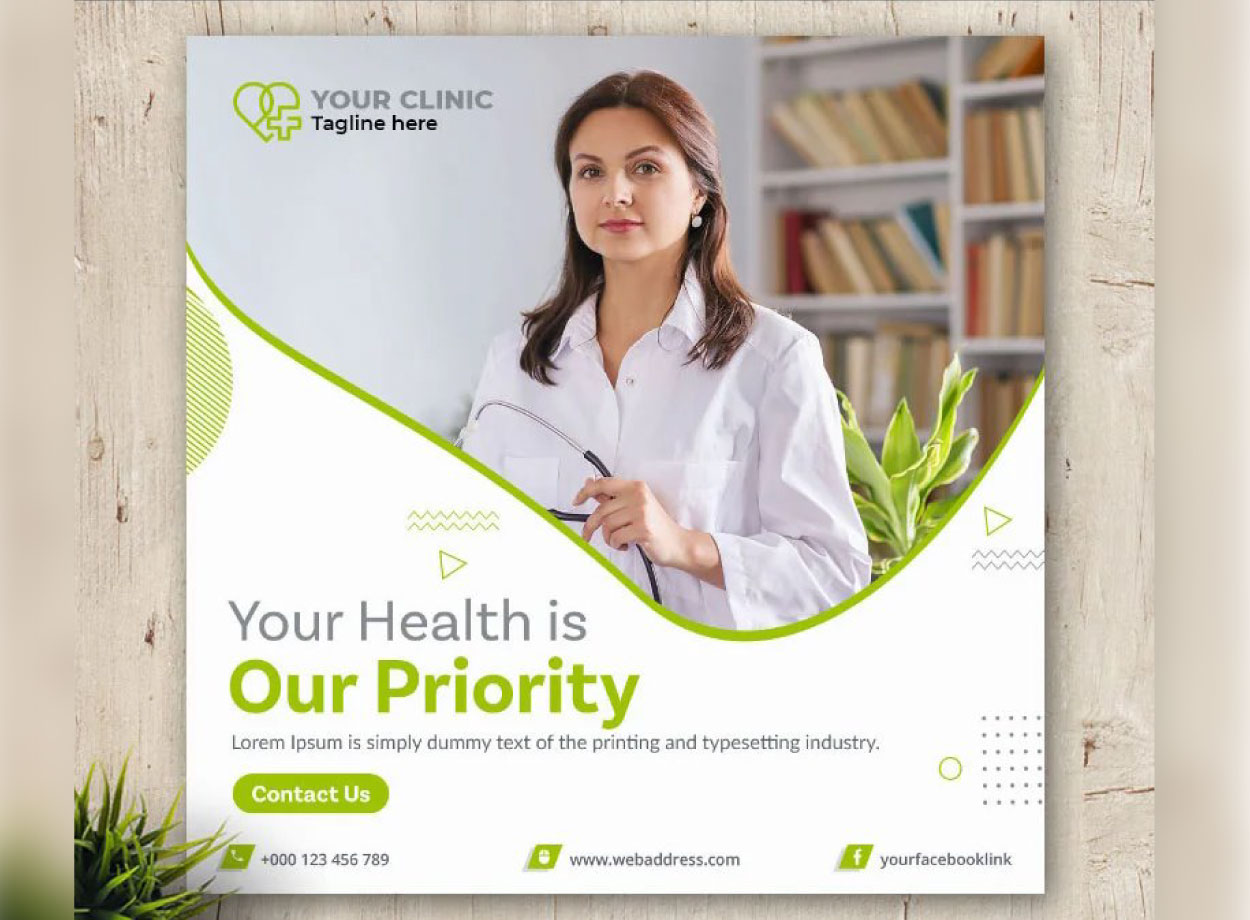 YOUR CLINIC
Tagline here
Your Health is
Our Priority
Lorem Ipsum is simply dummy text of the printing and typesetting industry.
Contact Us
+000 123 456 789
www.webaddress.com
yourfacebooklink